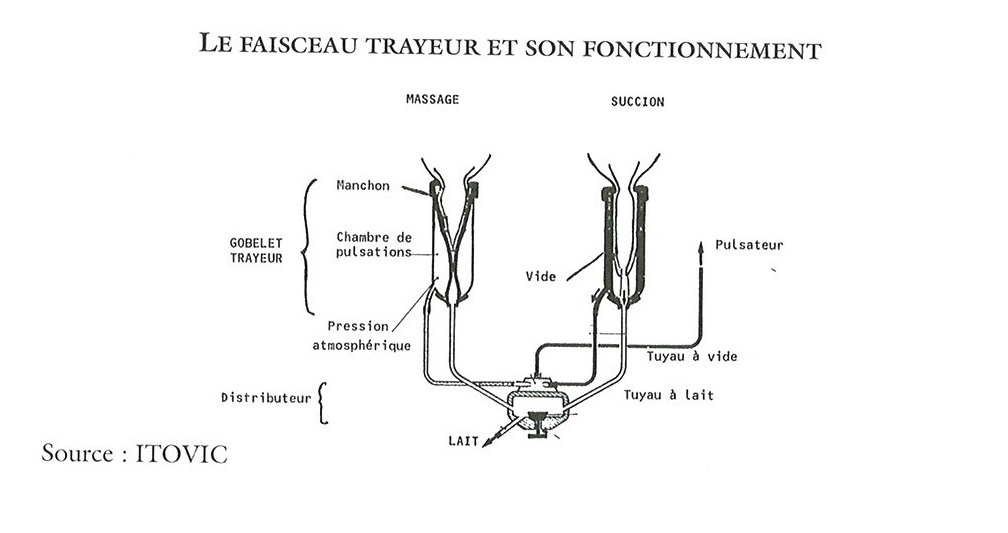 LE FAISCEAU TRAYEUR ET SON FONCTIONNEMENT
MASSAGE
SUCCION
Manchon
GOBELET
TRAYEUR
Chambre de
pulsations
Pulsateur
Vide
Pression
atmosphérique
Tuyau à vide
Distributeur
Tuyau à lait
LAIT
Source : ITOVIC